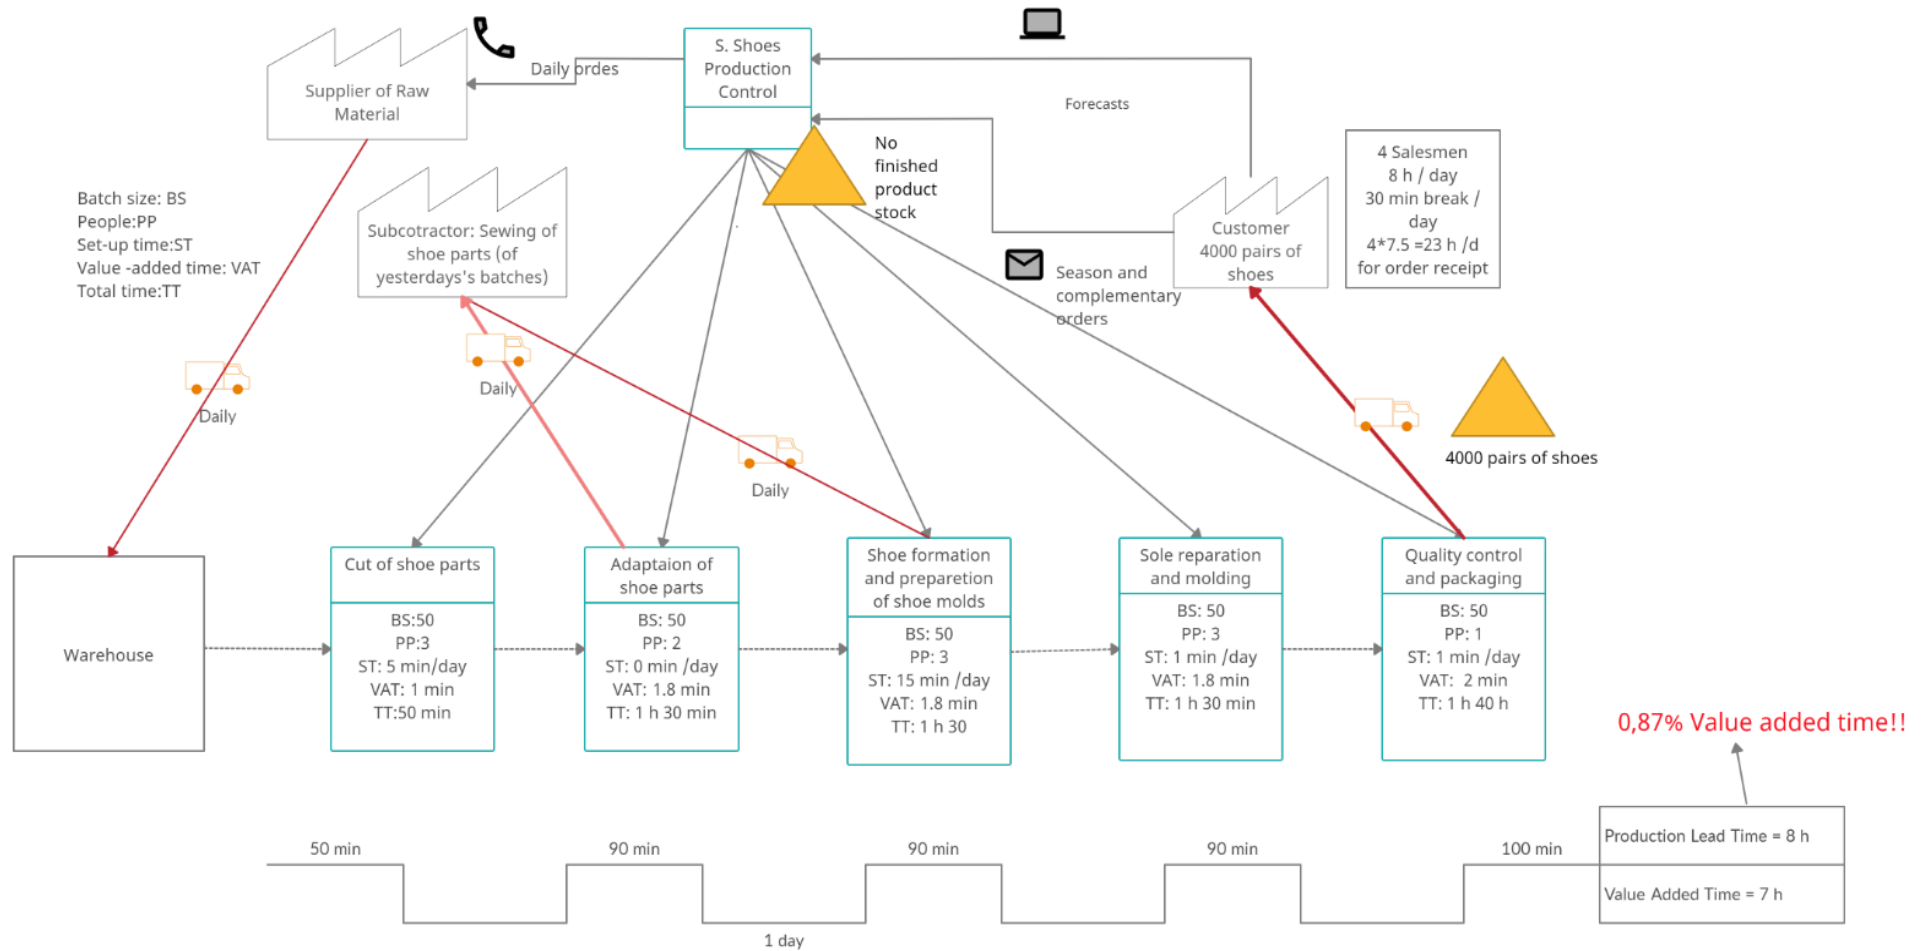 Supplier of Raw
Material
Daily ordes
S. Shoes
Production
Control
Forecasts
No
finished
product
stock
4 Salesmen
8 h / day
30 min break /
day
4*7.5 =23 h /d
for order receipt
Customer
4000 pairs of
shoes
Season and
complementary
orders
Batch size: BS
People:PP
Set-up time:ST
Value -added time: VAT
Total time:TT
Subcotractor: Sewing of
shoe parts (of
yesterdays's batches)
Daily
Daily
Daily
4000 pairs of shoes
Warehouse
Cut of shoe parts
BS:50
PP:3
ST: 5 min/day
VAT: 1 min
TT:50 min
Adaptaion of
shoe parts
BS: 50
PP: 2
ST: 0 min /day
VAT: 1.8 min
TT: 1 h 30 min
Shoe formation
and preparetion
of shoe molds
BS: 50
PP: 3
ST: 15 min /day
VAT: 1.8 min
TT: 1 h 30
Sole reparation
and molding
BS: 50
PP: 3
ST: 1 min /day
VAT: 1.8 min
TT: 1 h 30 min
Quality control
and packaging
BS: 50
PP: 1
ST: 1 min /day
VAT:  2 min
TT: 1 h 40 h
0,87% Value added time!!
50 min
90 min
90 min
90 min
100 min
1 day
Production Lead Time = 8 h
Value Added Time = 7 h